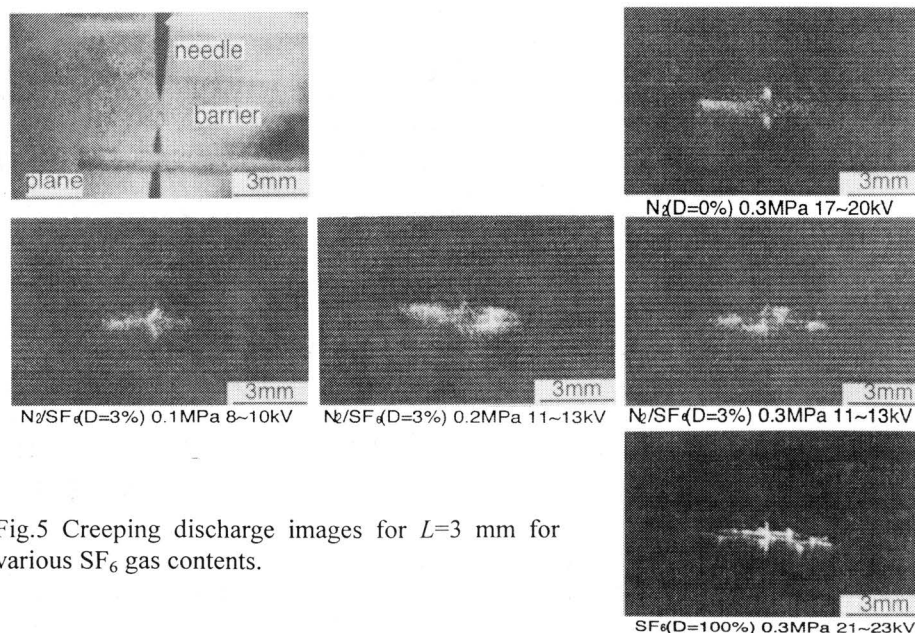 needle
barrier
plane
3mm
3mm
N2(D=0%) 0.3MPa 17~20kV
3mm
N2/SF6(D=3%) 0.1MPa 8~10kV
3mm
N2/SF6(D=3%) 0.2MPa 11~13kV
3mm
N2/SF6(D=3%) 0.3MPa 11~13kV
3mm
SF6(D=100%) 0.3MPa 21~23kV
Fig.5 Creeping discharge images for L=3 mm for
various SF6 gas contents.